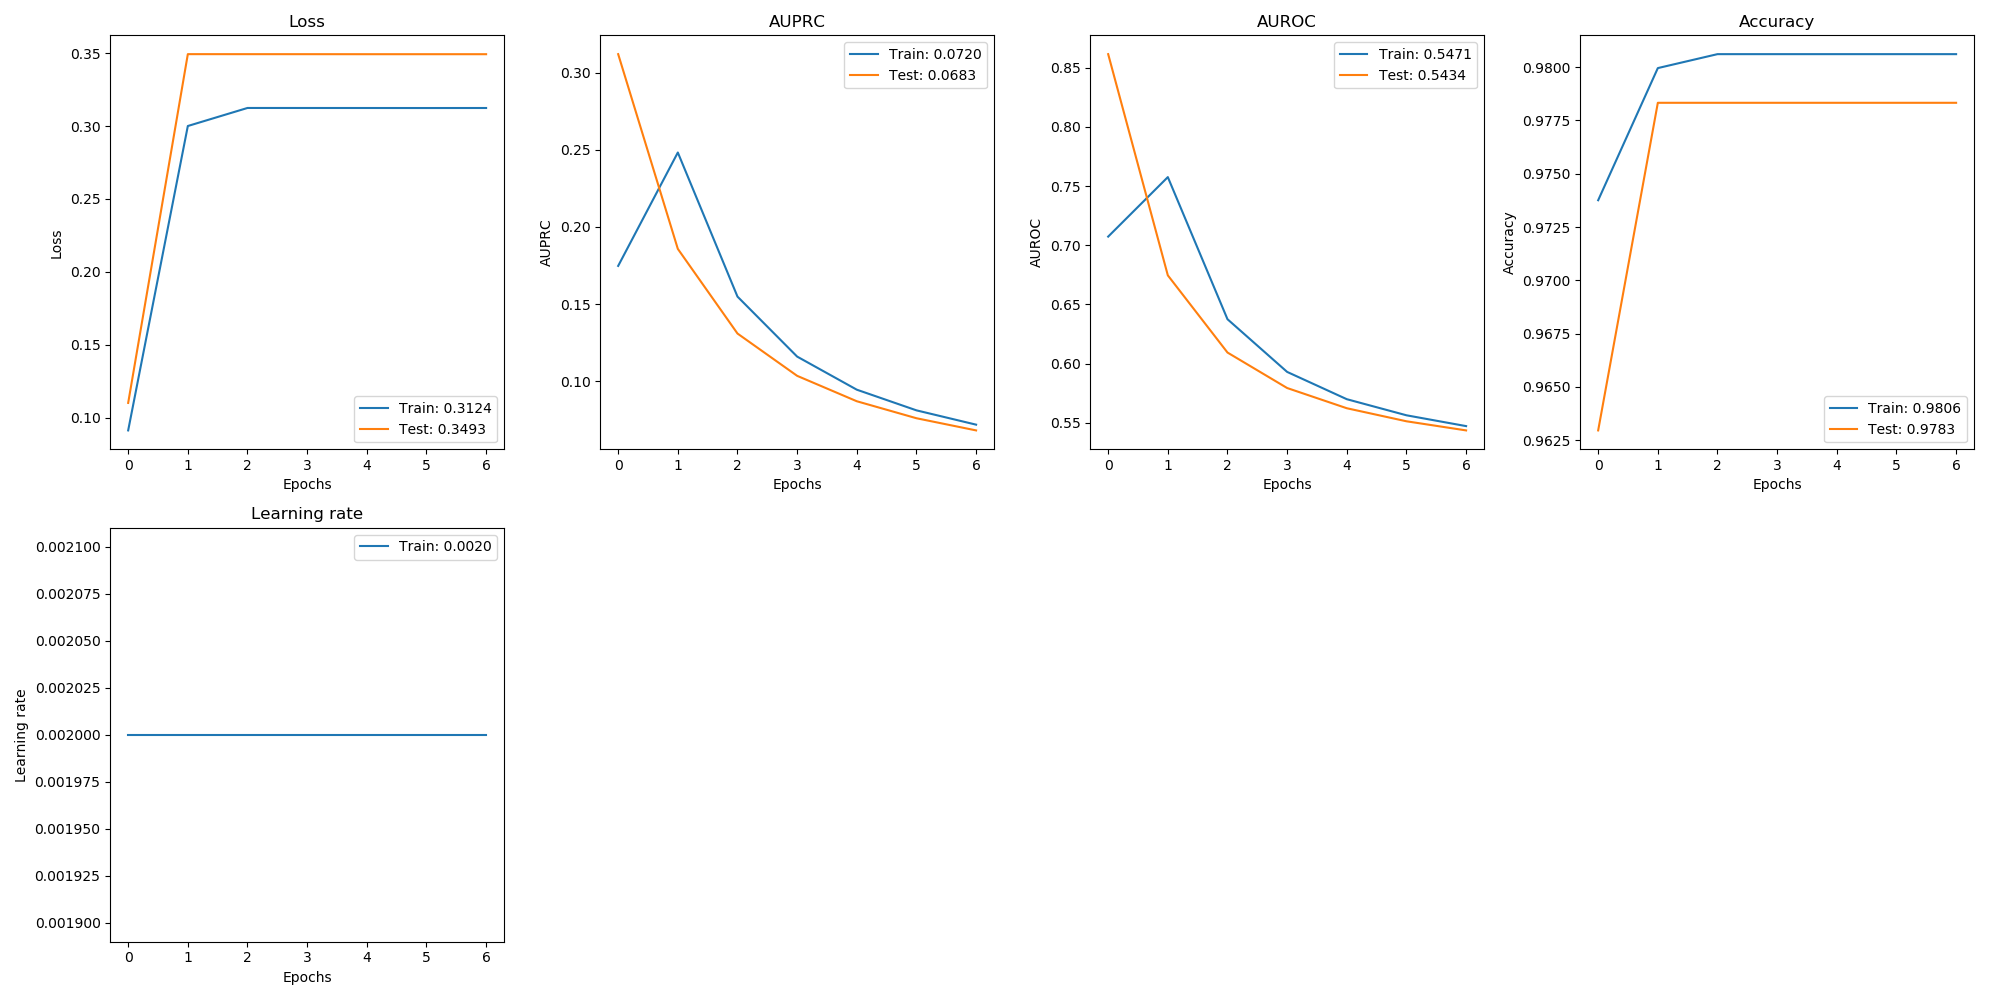 Loss
0.35
0.30
0.25
0.20
0.15
0.10
Loss
Train: 0.3124
Test: 0.3493
0 1 2 3 4 5 6
Epochs
AUPRC
0.30
0.25
0.20
0.15
0.10
AUPRC
Train: 0.0720
Test: 0.0683
0 1 2 3 4 5 6
Epochs
AUROC
0.85
0.80
0.75
0.70
0.65
0.60
0.55
AUROC
Train: 0.5471
Test: 0.5434
0 1 2 3 4 5 6
Epochs
Accuracy
0.9800
0.9775
0.9750
0.9725
0.9700
0.9675
0.9650
0.9625
Accuracy
Train: 0.9806
Test: 0.9783
0 1 2 3 4 5 6
Epochs
Learning rate
0.002100
0.002075
0.002050
0.002025
0.002000
0.001975
0.001950
0.001925
0.001900
Learning rate
Train: 0.0020
0 1 2 3 4 5 6
Epochs